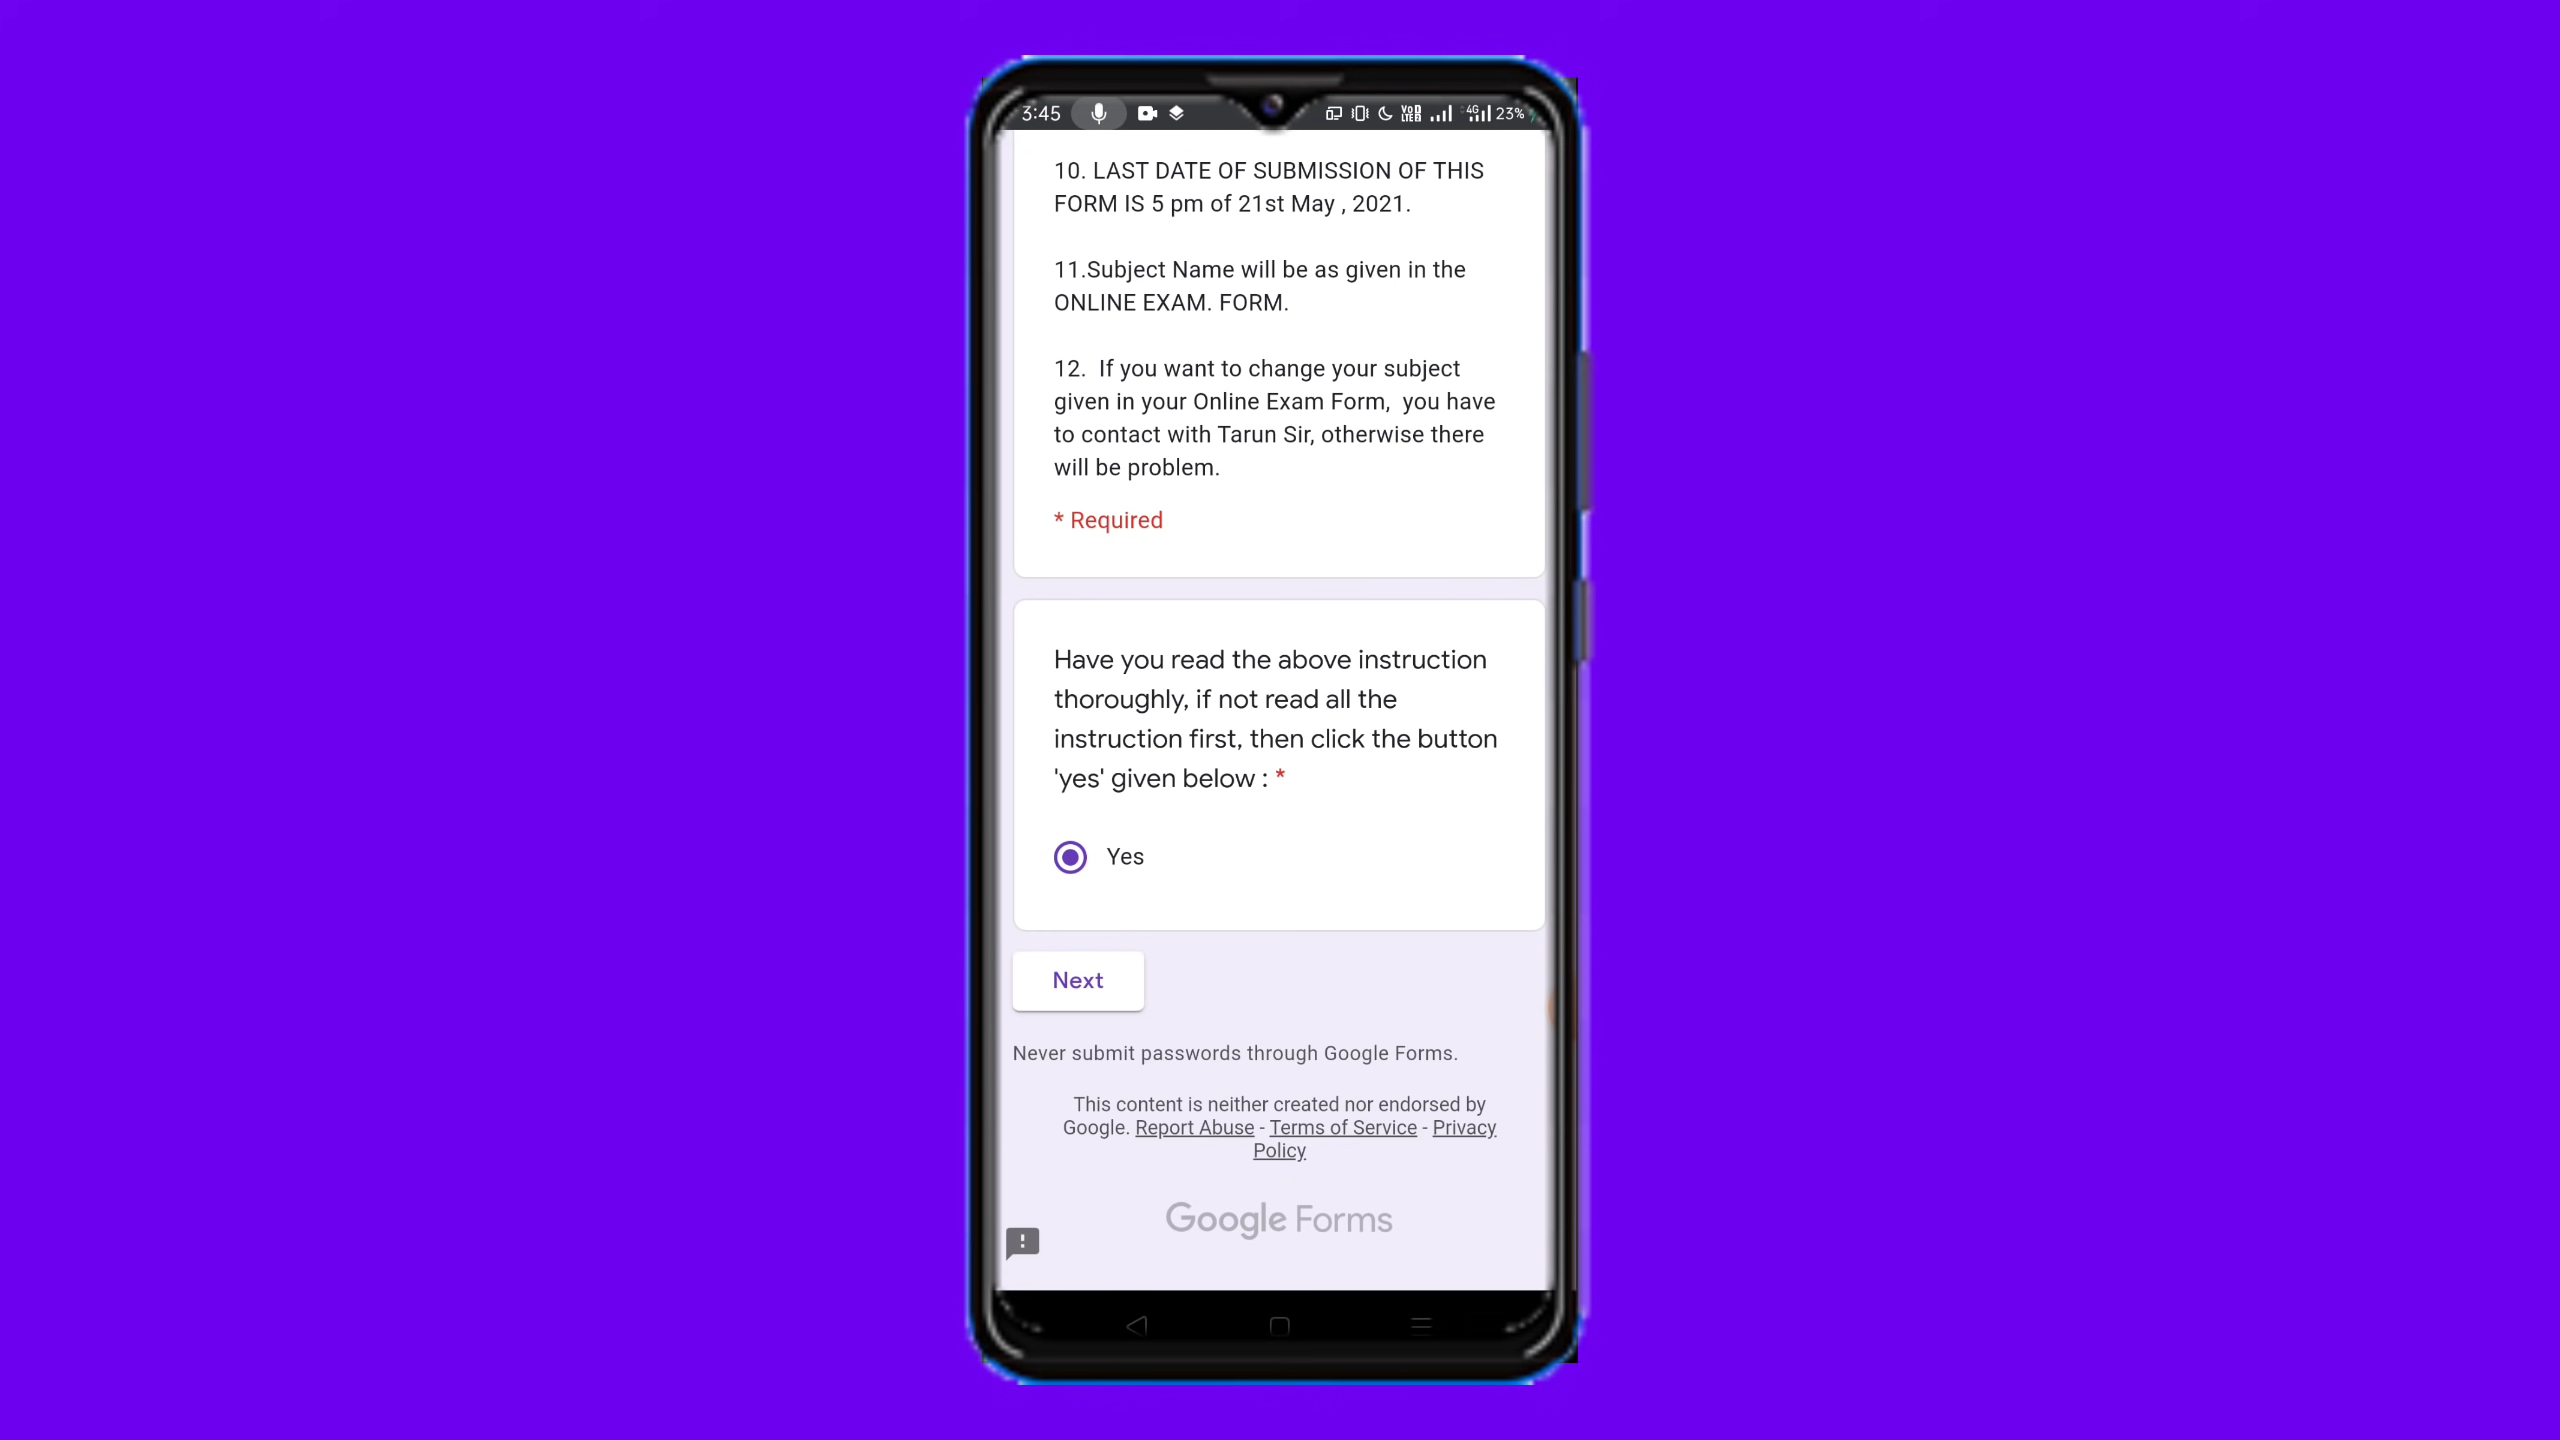 3:45
4G 23%
10. LAST DATE OF SUBMISSION OF THIS
FORM IS 5 pm of 21st May , 2021.
11.Subject Name will be as given in the
ONLINE EXAM. FORM.
12.  If you want to change your subject
given in your Online Exam Form,  you have
to contact with Tarun Sir, otherwise there
will be problem.
* Required
Have you read the above instruction
thoroughly, if not read all the
instruction first, then click the button
'yes' given below : *
Yes
Next
Never submit passwords through Google Forms.
This content is neither created nor endorsed by
Google. Report Abuse - Terms of Service - Privacy
Policy
Google Forms